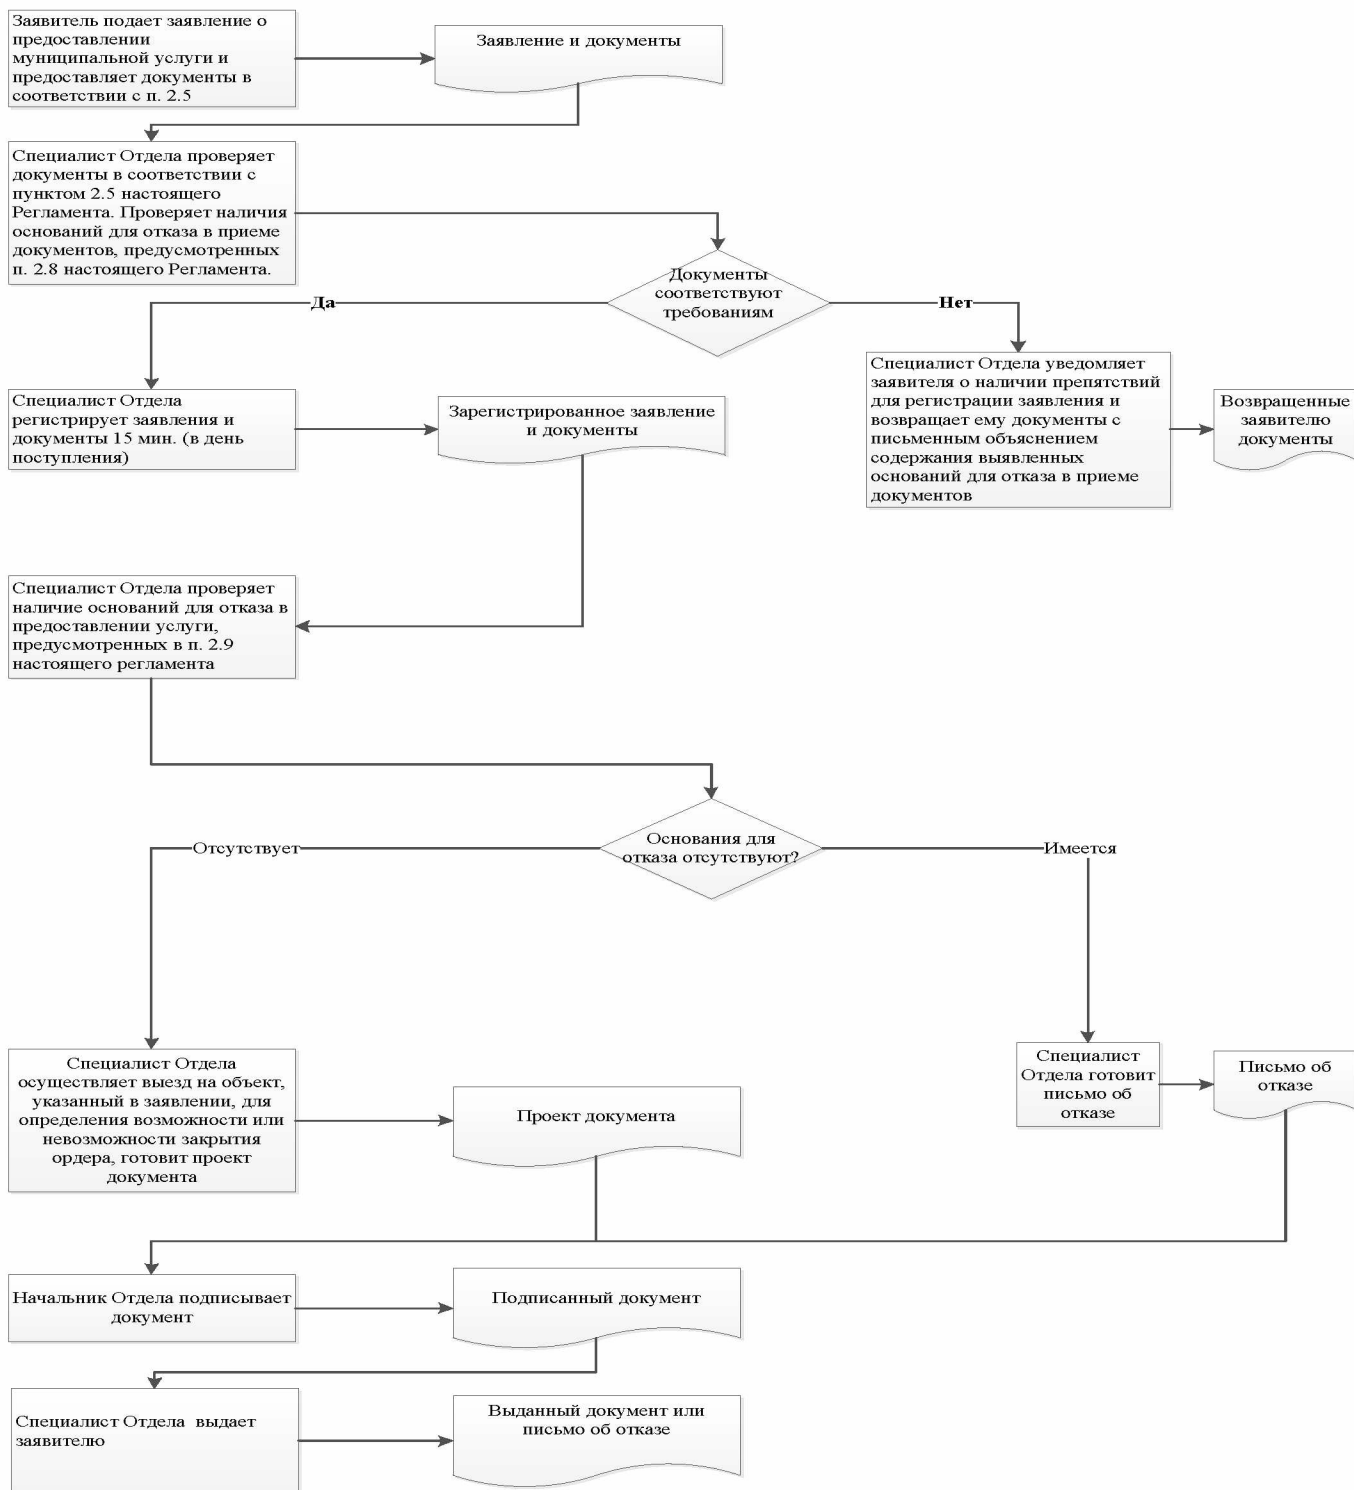 Заявитель подает заявление о
предоставлении
муниципальной услуги и
предоставляет документы в
соответствии с п. 2.5
Заявление и документы
Специалист Отдела проверяет
документы в соответствии с
пунктом 2.5 настоящего
Регламента. Проверяет наличия
оснований для отказа в приеме
документов, предусмотренных
п. 2.8 настоящего Регламента.
Документы
соответствуют
требованиям
Да
Нет
Специалист Отдела
регистрирует заявления и
документы 15 мин. (в день
поступления)
Зарегистрированное заявление
и документы
Специалист Отдела уведомляет
заявителя о наличии препятствий
для регистрации заявления и
возвращает ему документы с
письменным объяснением
содержания выявленных
оснований для отказа в приеме
документов
Возвращенные
заявителю
документы
Специалист Отдела проверяет
наличие оснований для отказа в
предоставлении услуги,
предусмотренных в п. 2.9
настоящего регламента
Основания для
отказа отсутствуют?
Отсутствует
Имеется
Специалист Отдела
осуществляет выезд на объект,
указанный в заявлении, для
определения возможности или
невозможности закрытия
ордера, готовит проект
документа
Проект документа
Специалист
Отдела готовит
письмо об
отказе
Письмо об
отказе
Начальник Отдела подписывает
документ
Подписанный документ
Специалист Отдела  выдает
заявителю
Выданный документ или
письмо об отказе